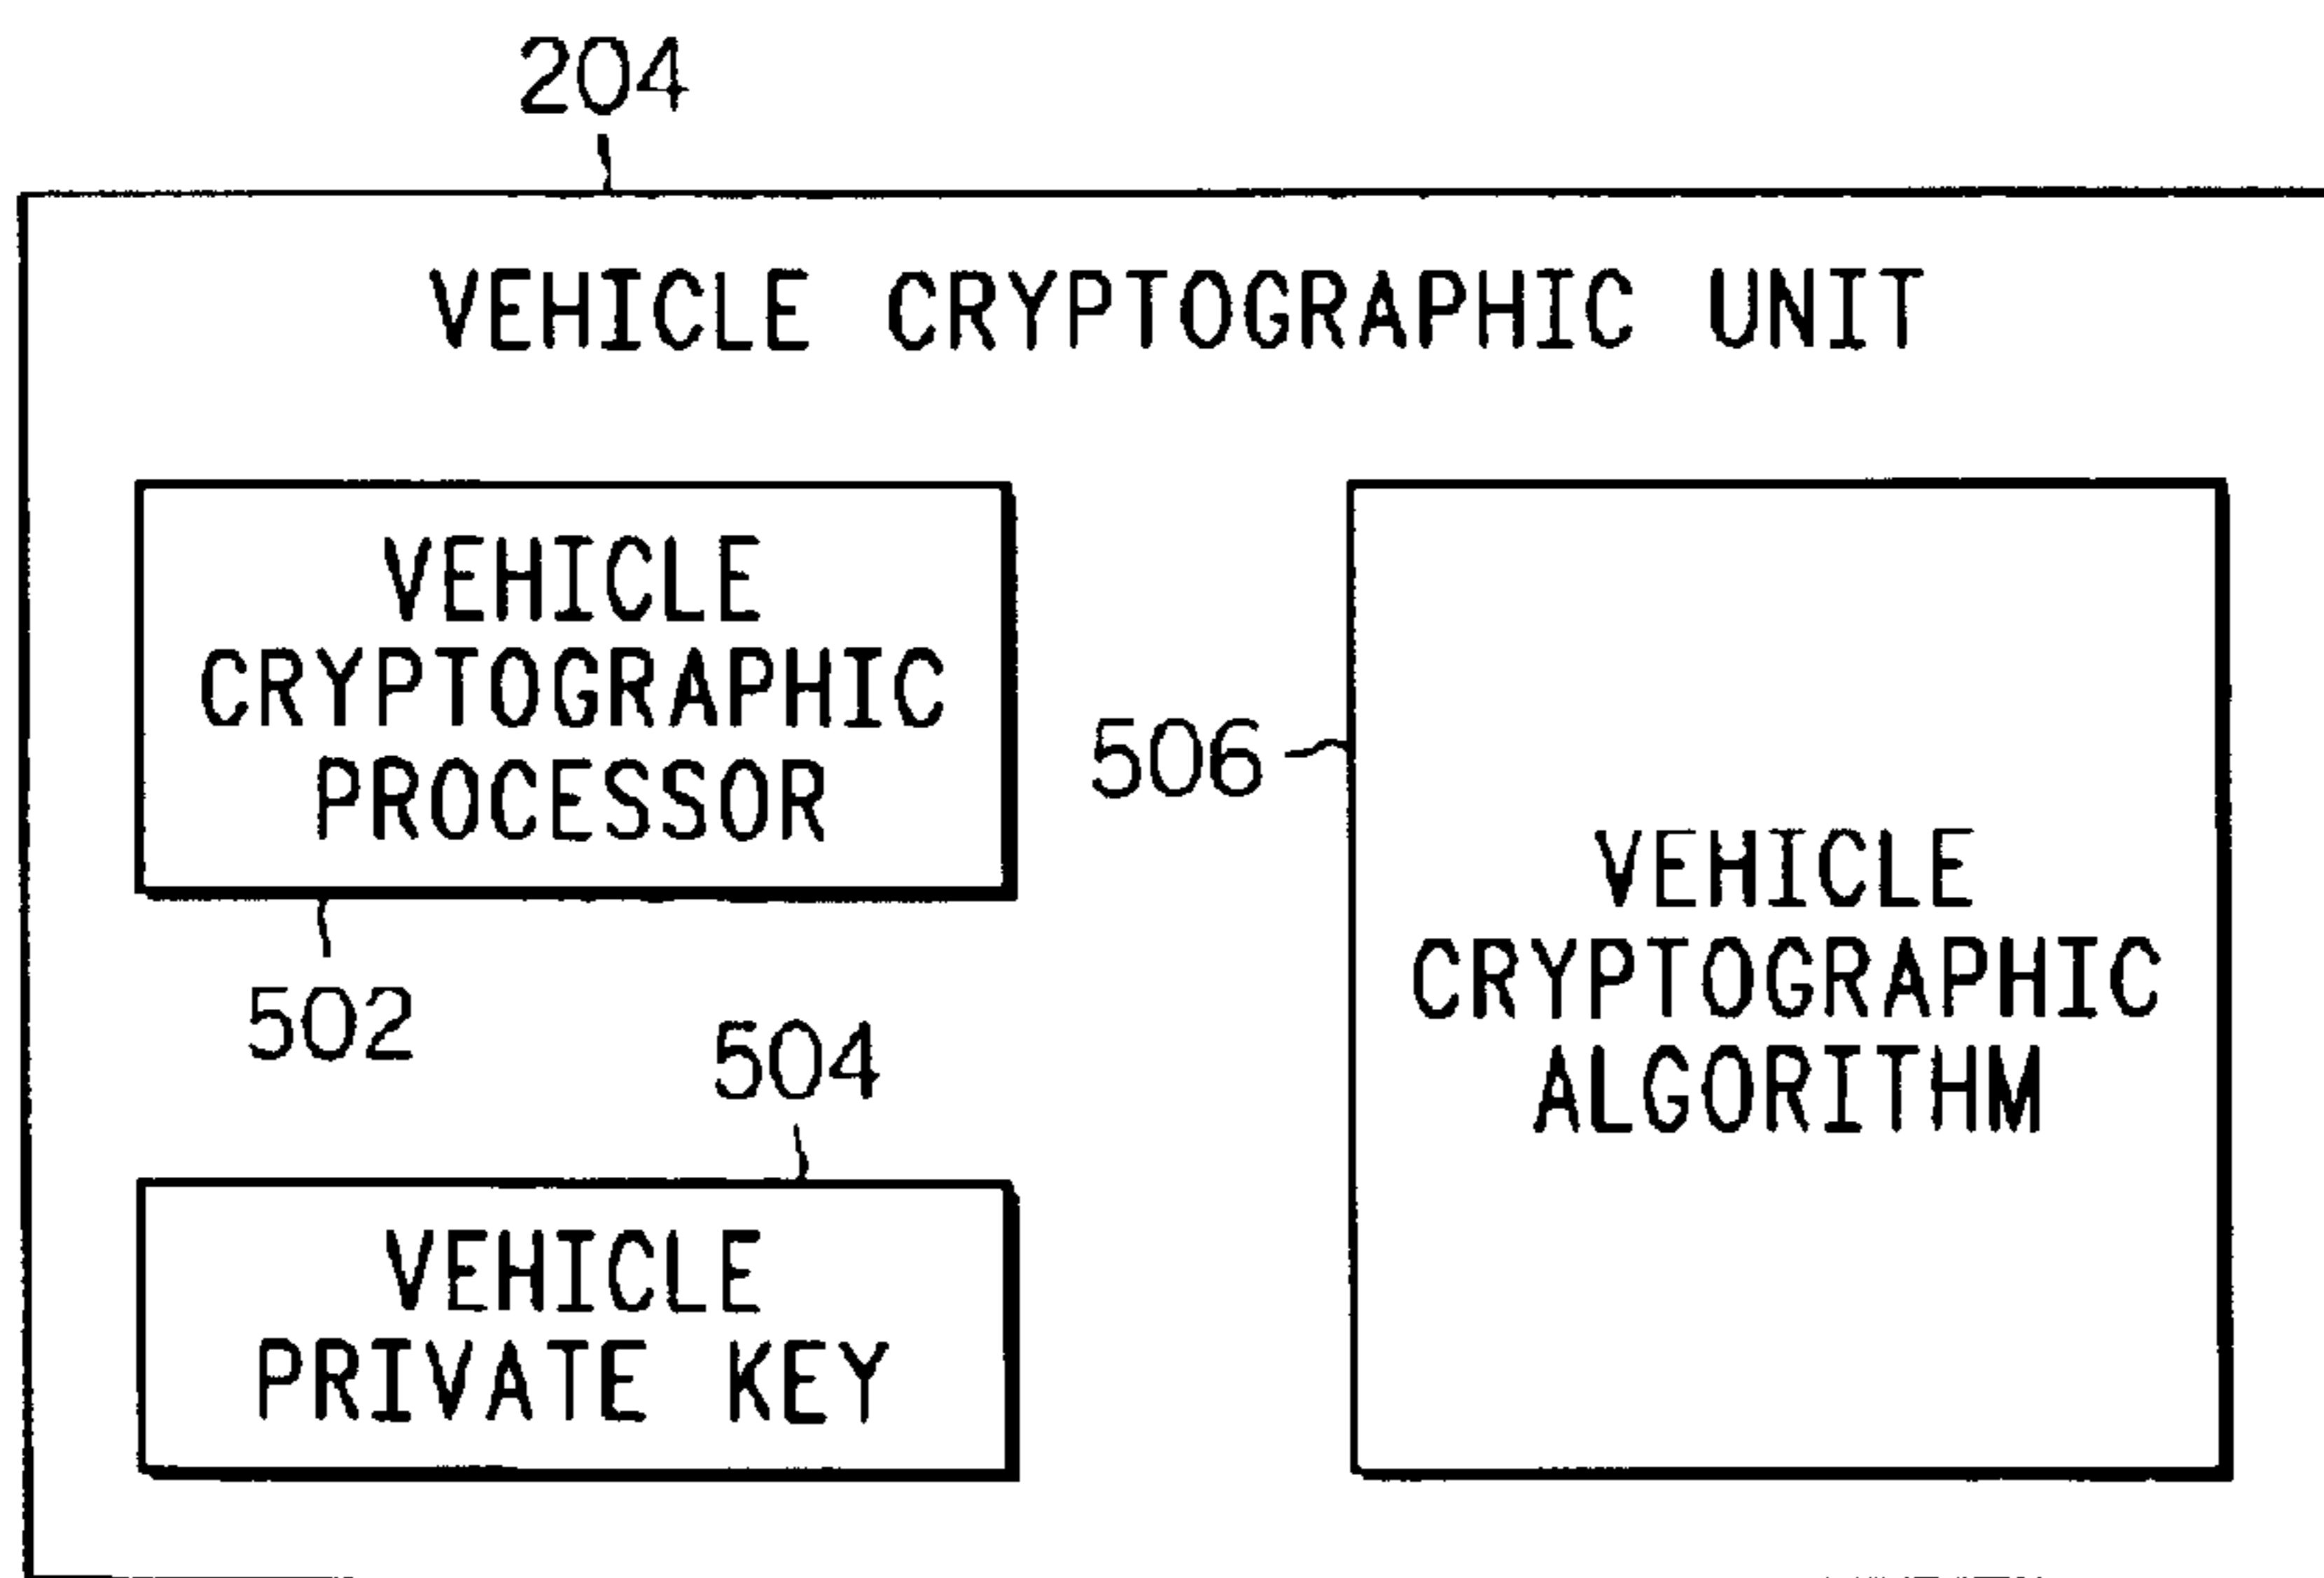 204
VEHICLE CRYPTOGRAPHIC UNIT
VEHICLE
CRYPTOGRAPHIC
PROCESSOR
502
504
VEHICLE
PRIVATE KEY
506
VEHICLE
CRYPTOGRAPHIC
ALGORITHM